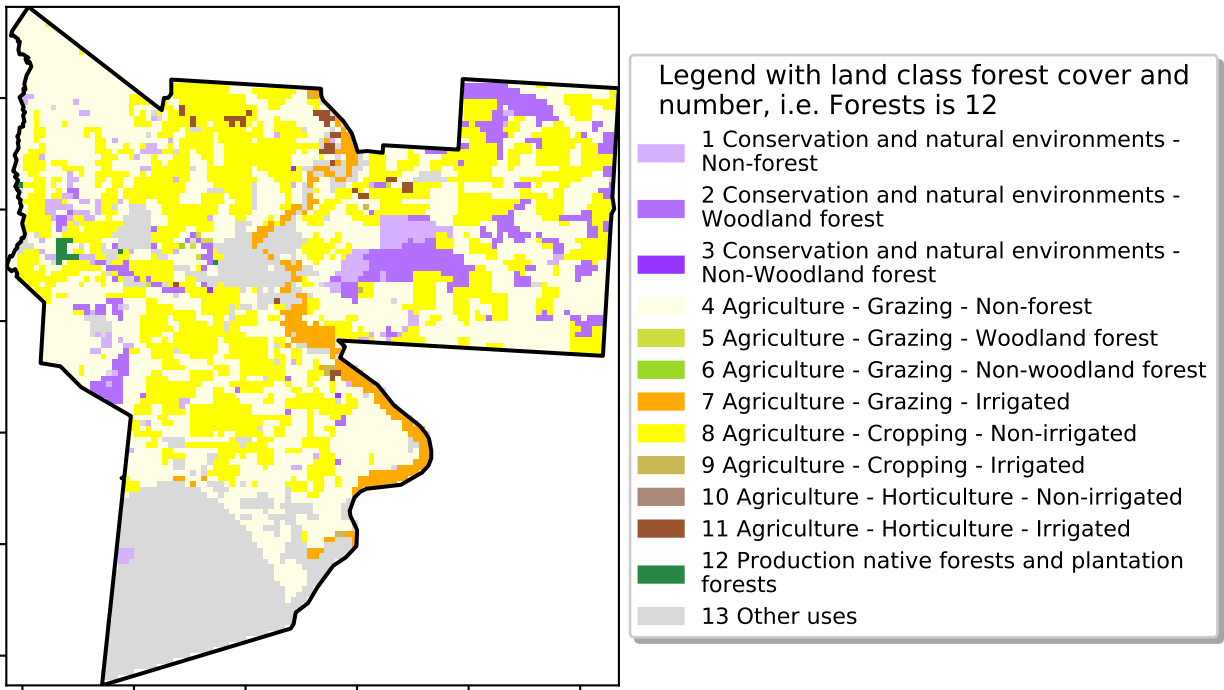 Legend with land class forest cover and
number, i.e. Forests is 12
1 Conservation and natural environments -
Non-forest
2 Conservation and natural environments -
Woodland forest
3 Conservation and natural environments -
Non-Woodland forest
4 Agriculture - Grazing - Non-forest
5 Agriculture - Grazing - Woodland forest
6 Agriculture - Grazing - Non-woodland forest
7 Agriculture - Grazing - Irrigated
8 Agriculture - Cropping - Non-irrigated
9 Agriculture - Cropping - Irrigated
10 Agriculture - Horticulture - Non-irrigated
11 Agriculture - Horticulture - Irrigated
12 Production native forests and plantation
forests
13 Other uses